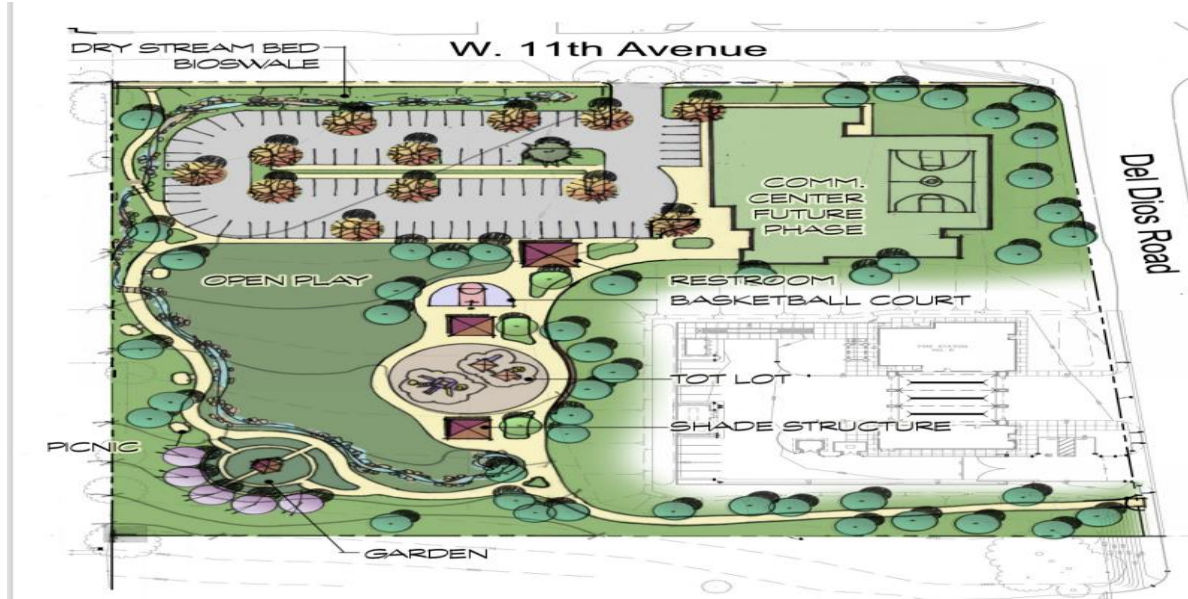 DRY STREAM BED
BIOSWALE
W. 11th Avenue
COMM.
CENTER
FUTURE
PHASE
Del Dios Road
OPEN PLAY
RESTROOM
BASKETBALL COURT
TOT LOT
SHADE STRUCTURE
PICNIC
GARDEN